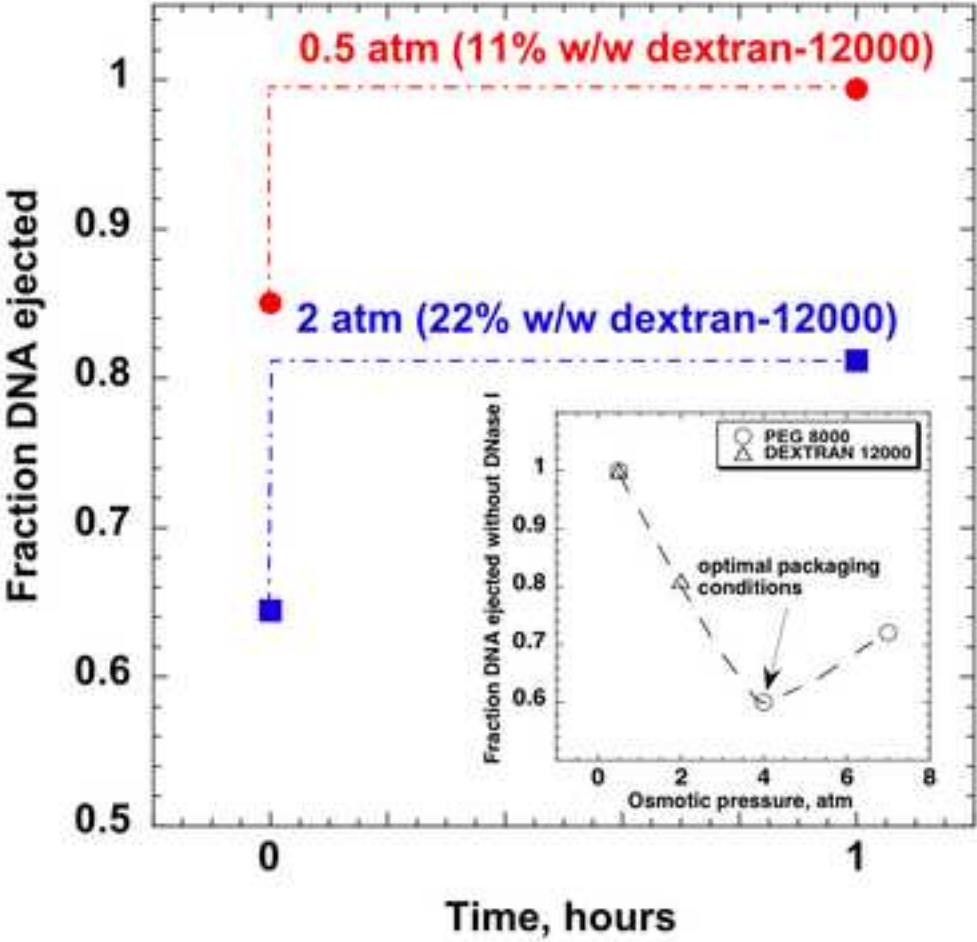 0.5 atm (11% w/w dextran-12000)
1
0.9
2 atm (22% w/w dextran-12000)
0.8
0.7
0.6
0.5
0
1
Time, hours
Fraction DNA ejected
PEG 8000
DEXTRAN 12000
1
0.9
optimal packaging
conditions
0.8
0.7
0.6
0
2
4
6
8
Osmotic pressure, atm
Fraction DNA ejected without DNase I